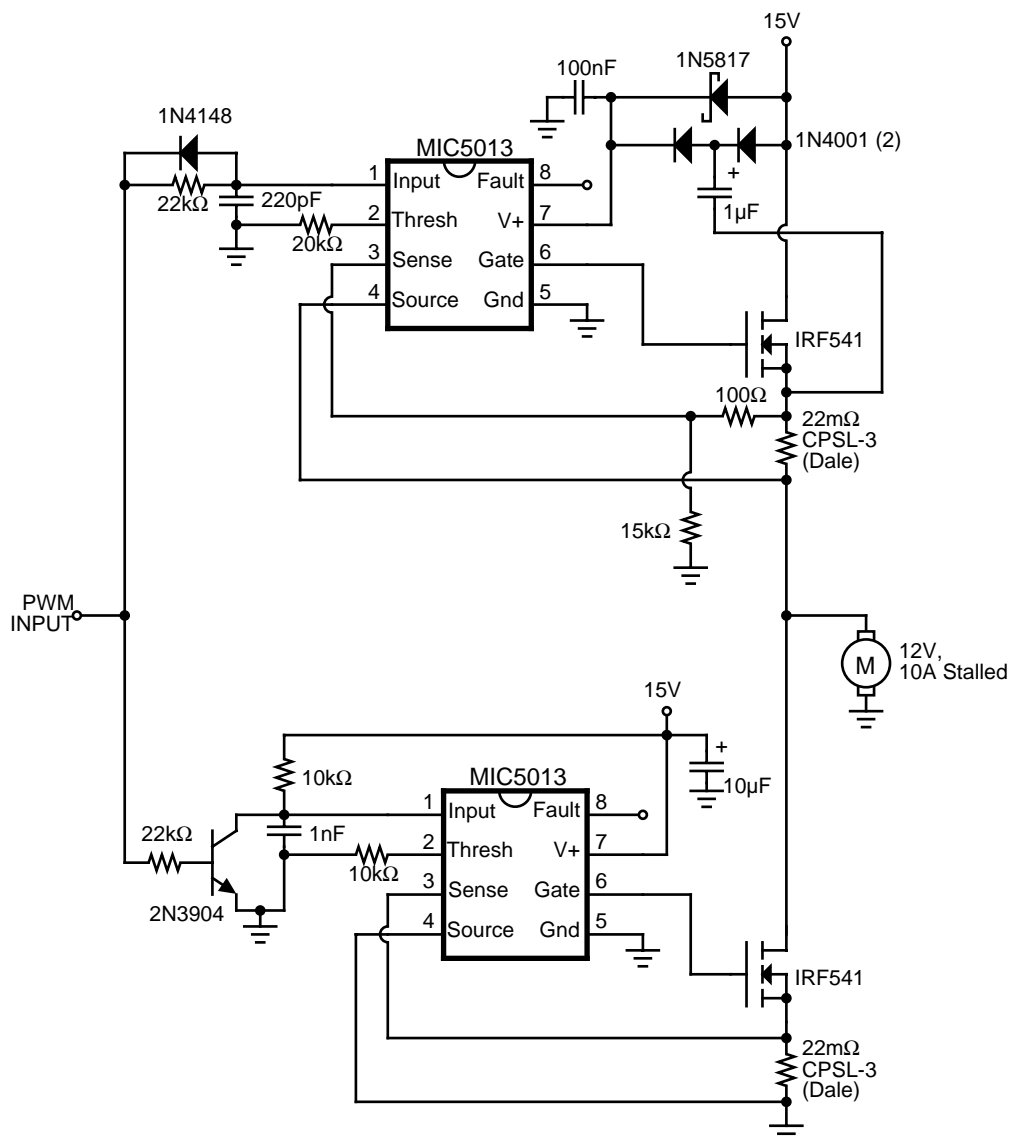 15V
100nF
1N5817
1N4148
MIC5013
1N4001 (2)
+
1 Input Fault 8
22kΩ
220pF
1µF
2 Thresh V+ 7
20kΩ
3 Sense Gate 6
4 Source Gnd 5
IRF541
100Ω
22mΩ
CPSL-3
(Dale)
15kΩ
PWM
INPUT
M
12V,
10A Stalled
15V
+
10kΩ
MIC5013
10µF
1 Input Fault 8
22kΩ
1nF
2 Thresh V+ 7
10kΩ
3 Sense Gate 6
2N3904
4 Source Gnd 5
IRF541
22mΩ
CPSL-3
(Dale)